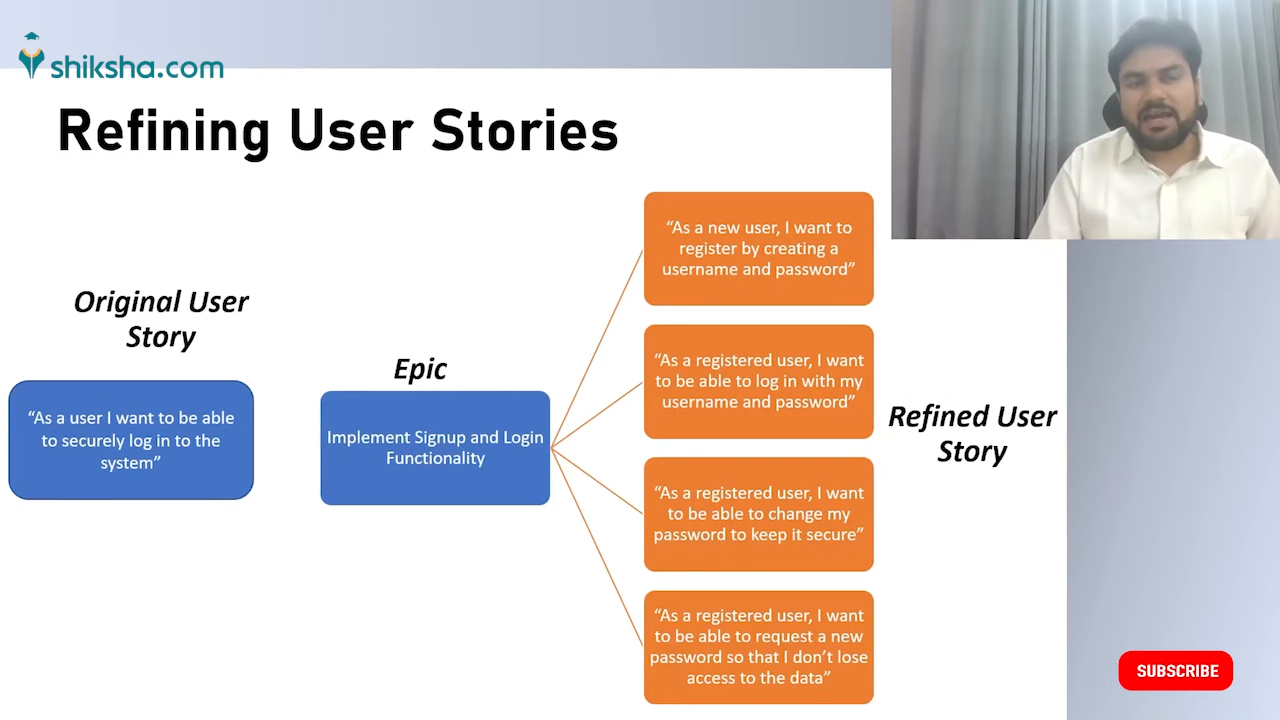 shiksha.com
Refining User Stories
Original User
Story
“As a user I want to be able
to securely log in to the
system”
Epic
Implement Signup and Login
Functionality
“As a new user, I want to
register by creating a
username and password”
“As a registered user, I want
to be able to log in with my
username and password”
“As a registered user, I want
to be able to change my
password to keep it secure”
“As a registered user, I want
to be able to request a new
password so that I don’t lose
access to the data”
Refined User
Story
SUBSCRIBE